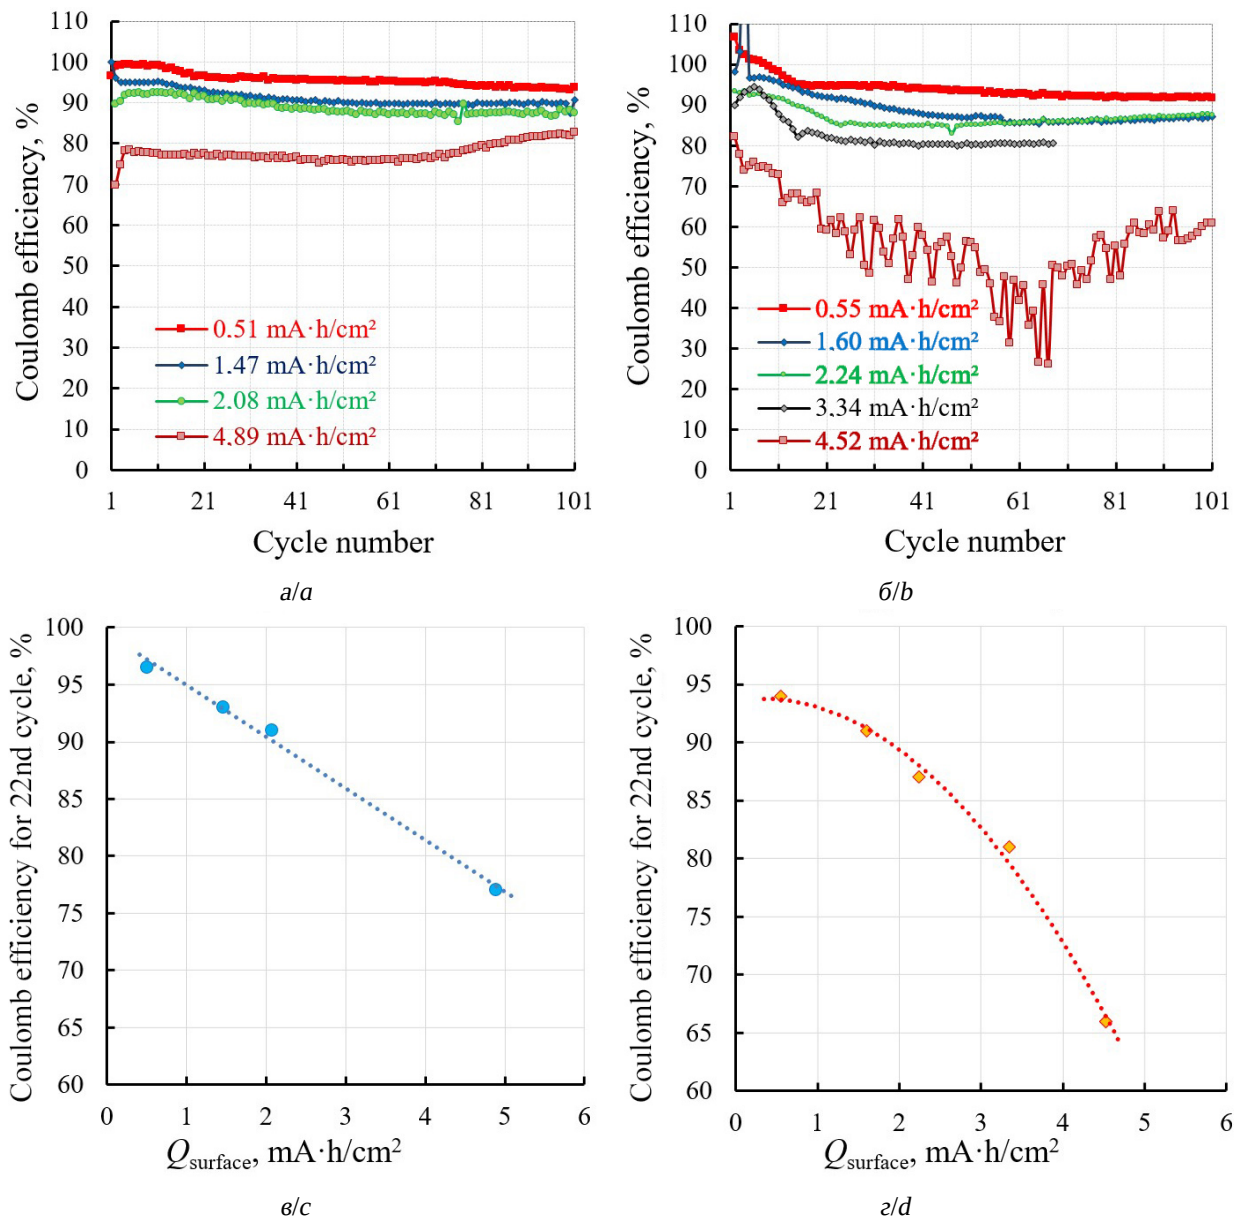 Coulomb efficiency, %
110
100
90
80
70
60
50
40
30
20
10
0
0.51 mA·h/cm²
1.47 mA·h/cm²
2.08 mA·h/cm²
4.89 mA·h/cm²
1 21 41 61 81 101
Cycle number
а/a
Coulomb efficiency, %
110
100
90
80
70
60
50
40
30
20
10
0
0.55 mA·h/cm²
1.60 mA·h/cm²
2.24 mA·h/cm²
3.34 mA·h/cm²
4.52 mA·h/cm²
1 21 41 61 81 101
Cycle number
б/b
Coulomb efficiency for 22nd cycle, %
100
95
90
85
80
75
70
65
60
0 1 2 3 4 5 6
Qsurface, mA·h/cm²
в/c
Coulomb efficiency for 22nd cycle, %
100
95
90
85
80
75
70
65
60
0 1 2 3 4 5 6
Qsurface, mA·h/cm²
г/d